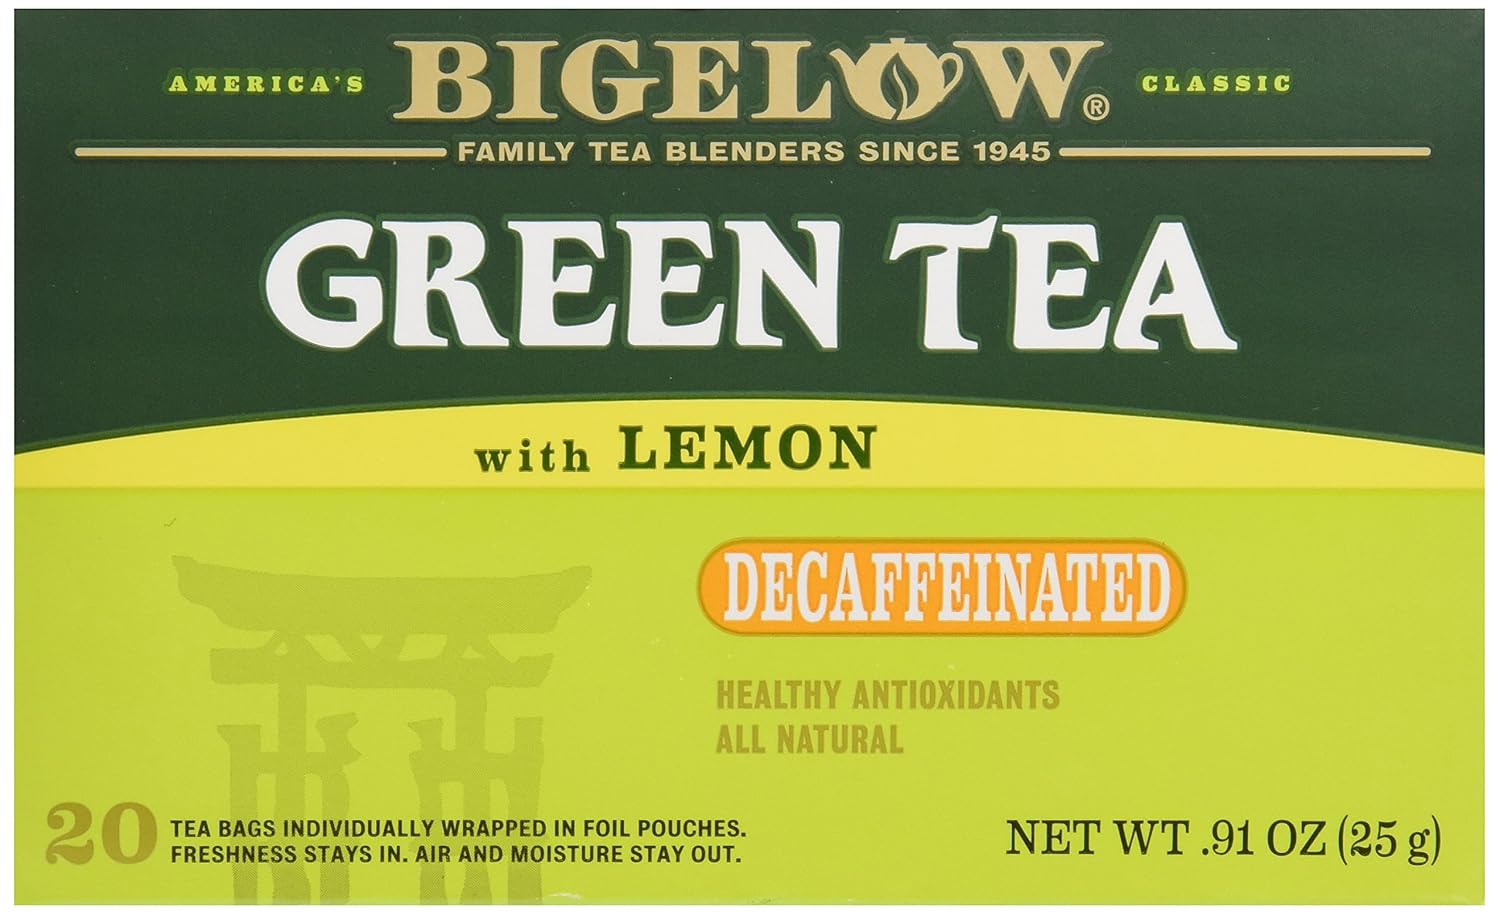 AMERICA'S BIGELOW® CLASSIC
FAMILY TEA BLENDERS SINCE 1945
GREEN TEA
with LEMON
DECAFFEINATED
HEALTHY ANTIOXIDANTS
ALL NATURAL
20 TEA BAGS INDIVIDUALLY WRAPPED IN FOIL POUCHES.
FRESHNESS STAYS IN. AIR AND MOISTURE STAY OUT.
NET WT .91 OZ (25 g)